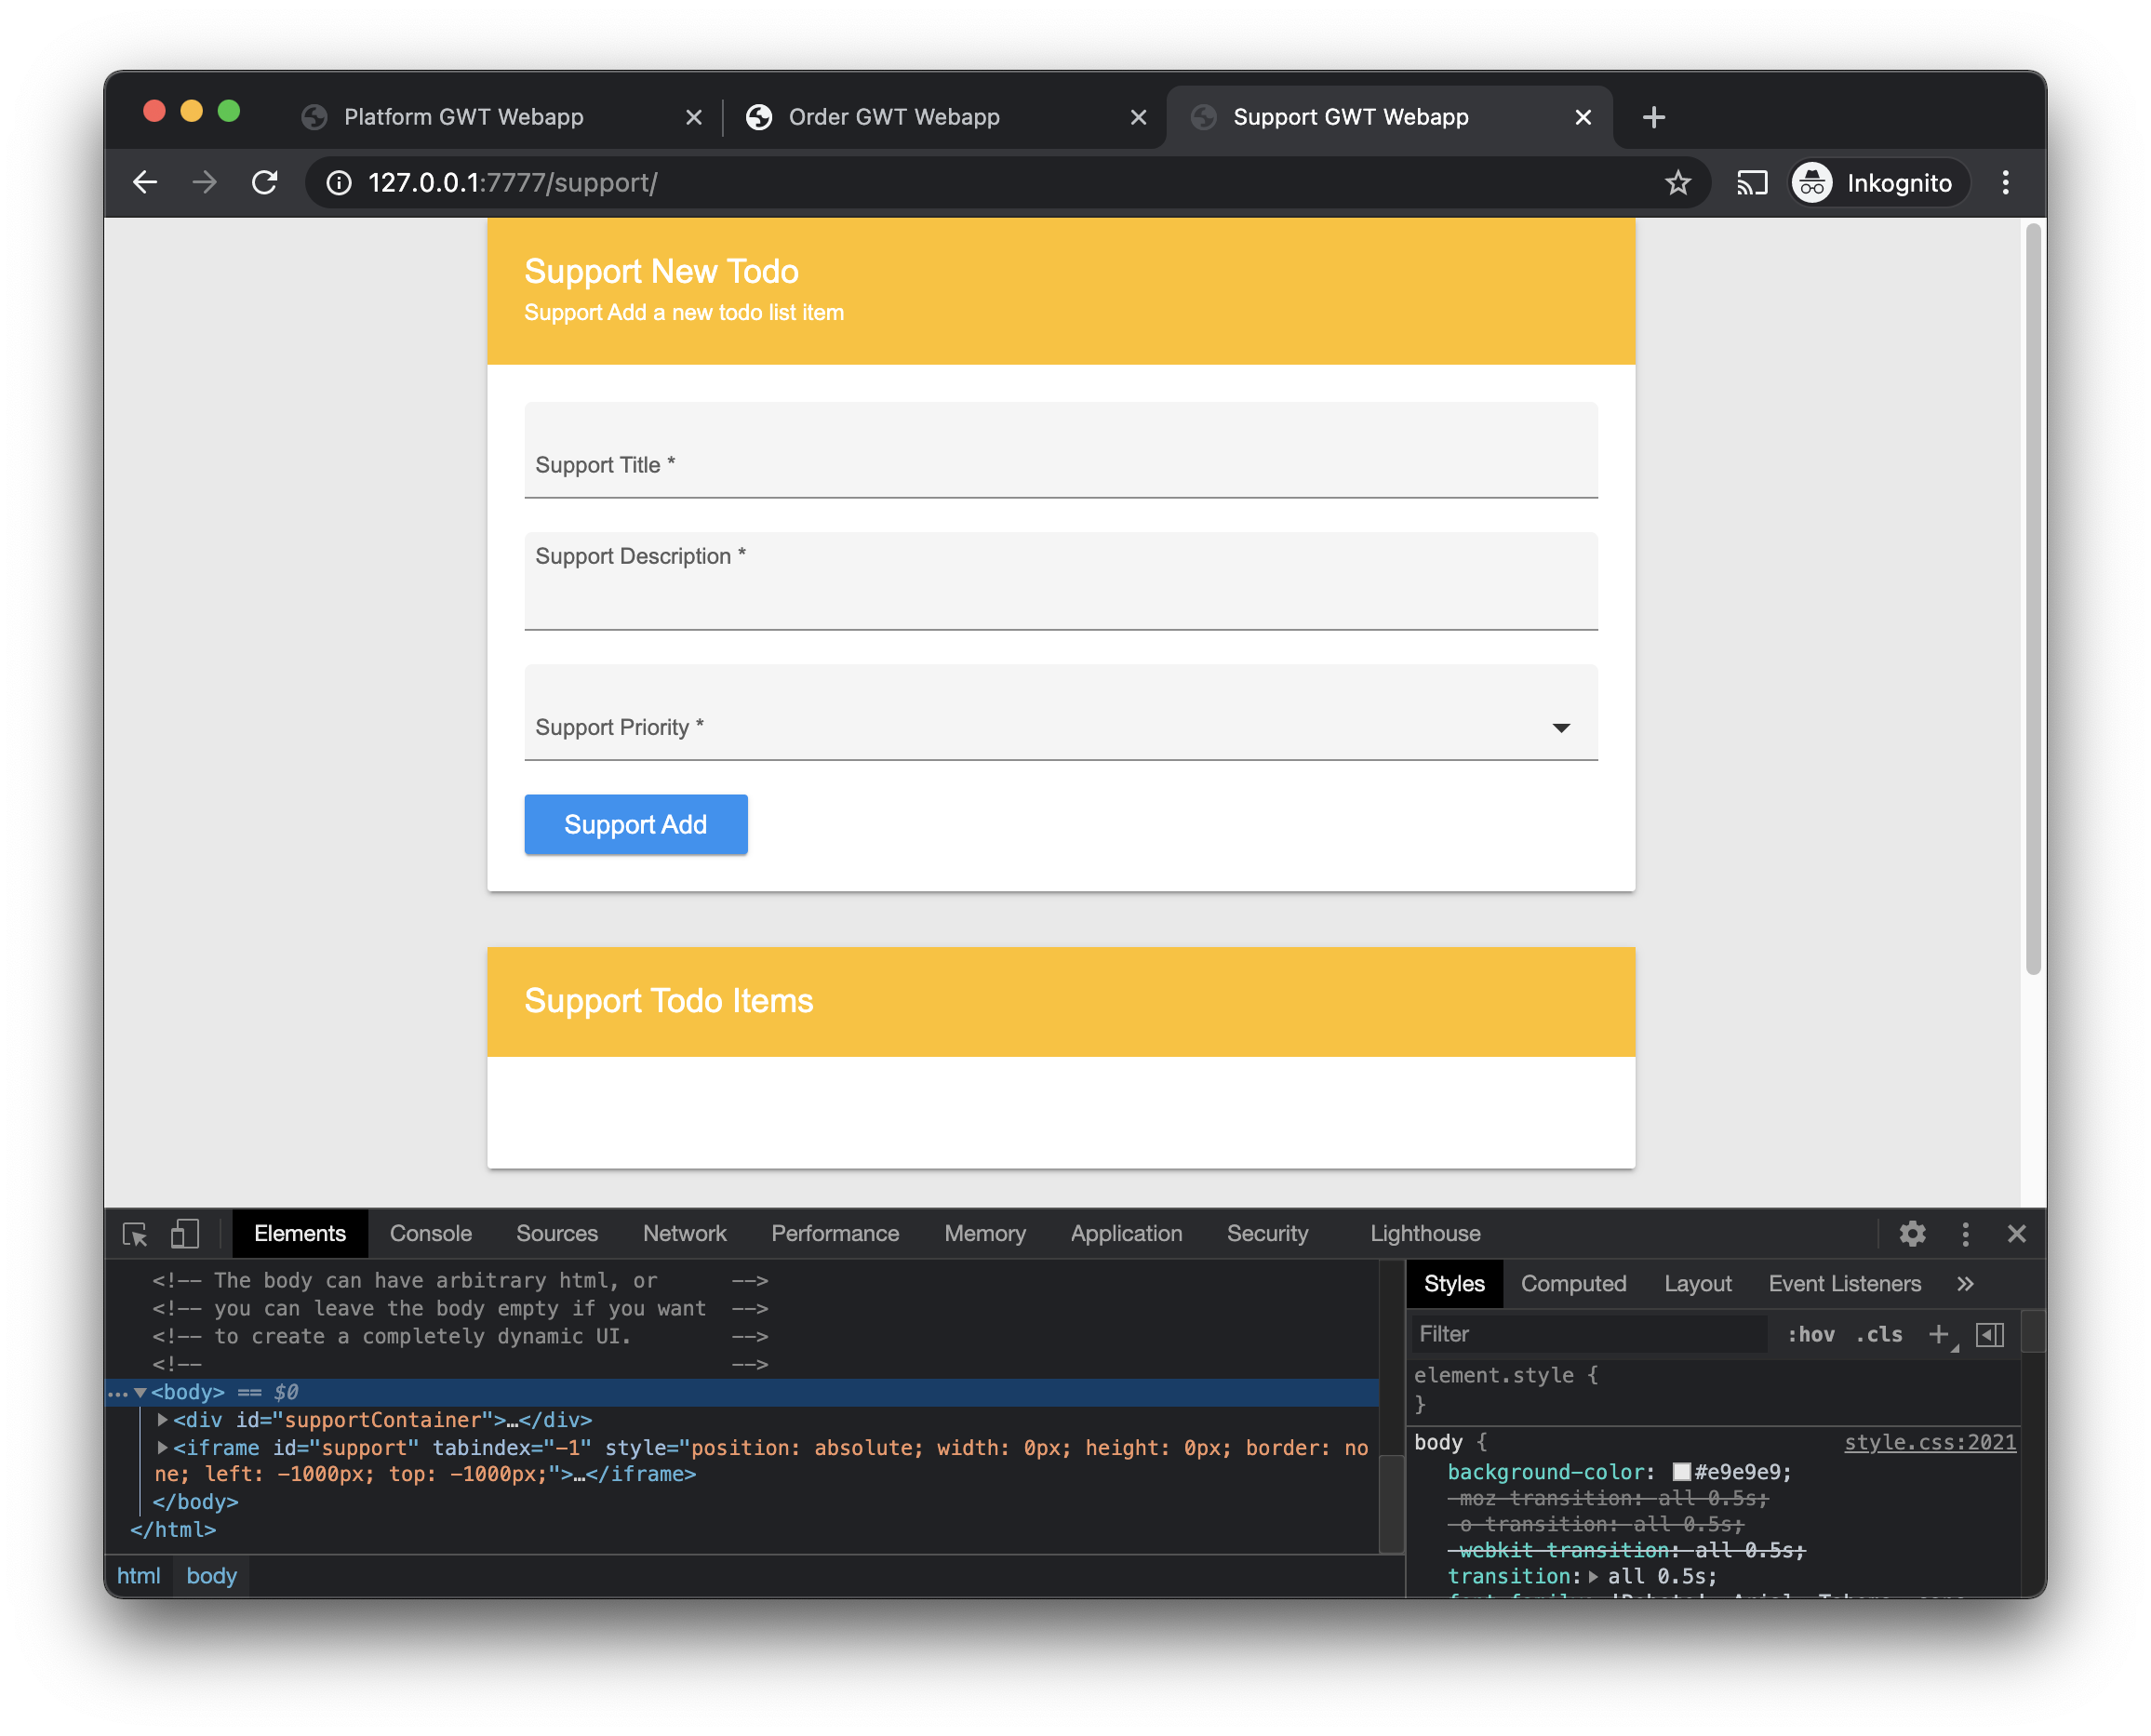 Platform GWT Webapp
Order GWT Webapp
Support GWT Webapp
127.0.0.1:7777/support/
Inkognito
Support New Todo
Support Add a new todo list item
Support Title *
Support Description *
Support Priority *
Support Add
Support Todo Items
Elements Console Sources Network Performance Memory Application Security Lighthouse
<!-- The body can have arbitrary html, or -->
<!-- you can leave the body empty if you want -->
<!-- to create a completely dynamic UI. -->
<!-- -->
<body> == $0
<div id="supportContainer">…</div>
<iframe id="support" tabindex="-1" style="position: absolute; width: 0px; height: 0px; border: no
ne; left: -1000px; top: -1000px;">…</iframe>
</body>
</html>
html body
Styles Computed Layout Event Listeners »
Filter :hov .cls
element.style {
}
body { style.css:2021
background-color: #e9e9e9;
-moz-transition: all 0.5s;
-o-transition: all 0.5s;
-webkit-transition: all 0.5s;
transition: all 0.5s;